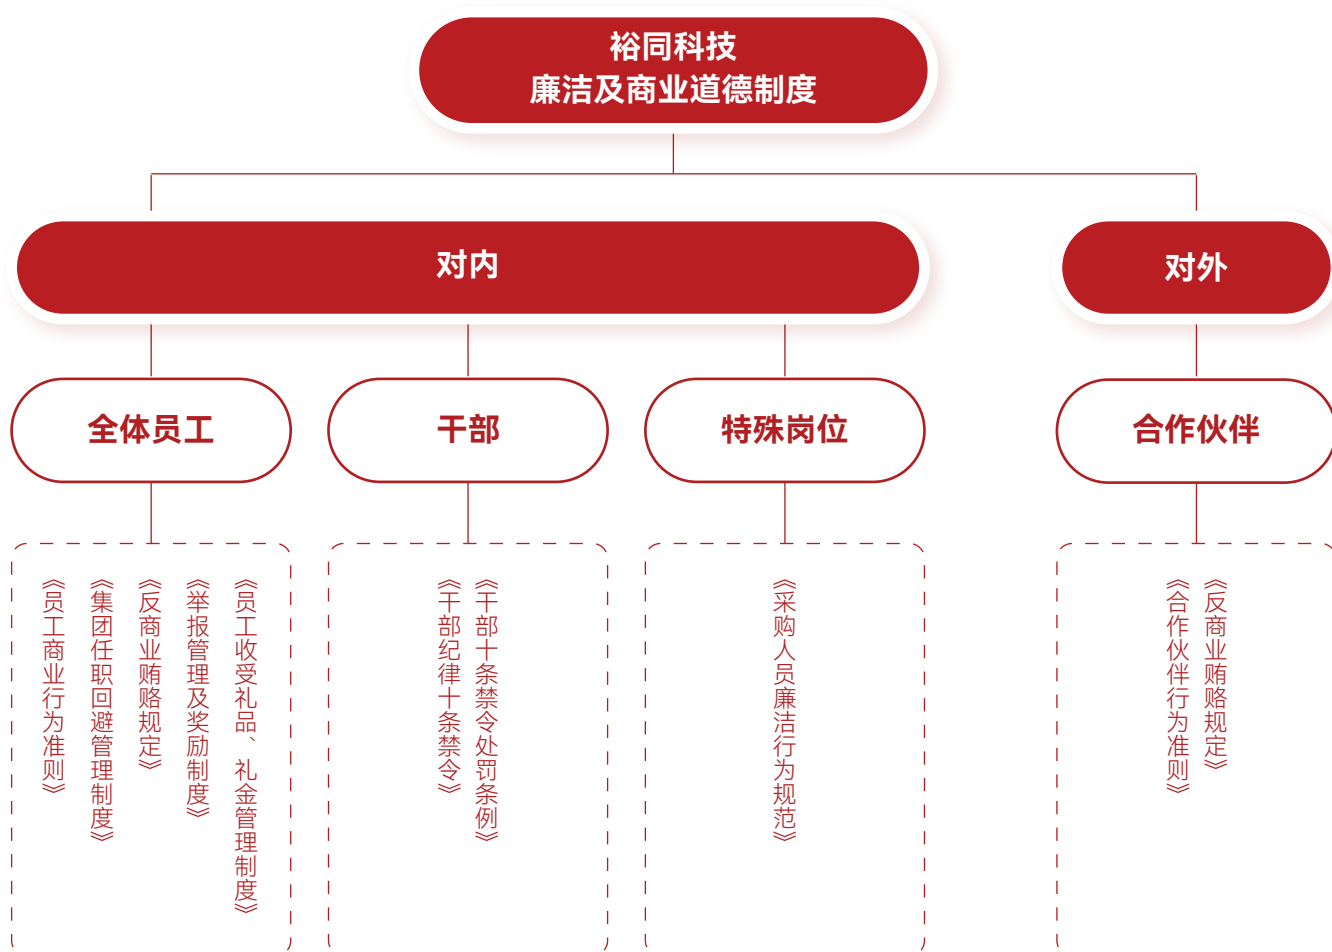 裕同科技
廉洁及商业道德制度
对内
对外
全体员工
干部
特殊岗位
合作伙伴
《员工商业行为准则》
《集团任职回避管理制度》
《反商业贿赂规定》
《举报管理及奖励制度》
《员工收受礼品、礼金管理制度》
《干部纪律十条禁令》
《干部十条禁令处罚条例》
《采购人员廉洁行为规范》
《合作伙伴行为准则》
《反商业贿赂规定》